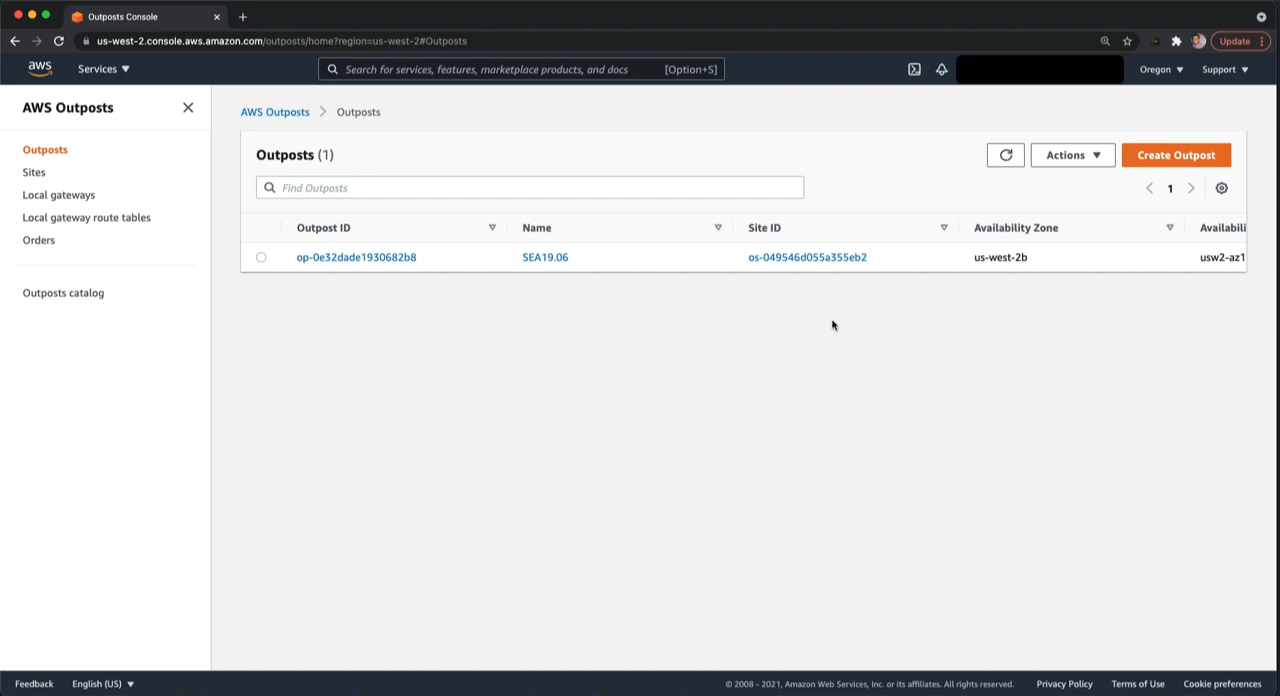 Outposts Console
us-west-2.console.aws.amazon.com/outposts/home?region=us-west-2#Outposts
Update
aws
Services
Search for services, features, marketplace products, and docs [Option+S]
Oregon
Support
AWS Outposts
AWS Outposts > Outposts
Outposts
Sites
Local gateways
Local gateway route tables
Orders
Outposts catalog
Outposts (1)
Actions
Create Outpost
Find Outposts
1
Outpost ID Name Site ID Availability Zone Availabili
op-0e32dade1930682b8 SEA19.06 os-049546d055a355eb2 us-west-2b usw2-az1
Feedback English (US) © 2008 - 2021, Amazon Web Services, Inc. or its affiliates. All rights reserved. Privacy Policy Terms of Use Cookie preferences